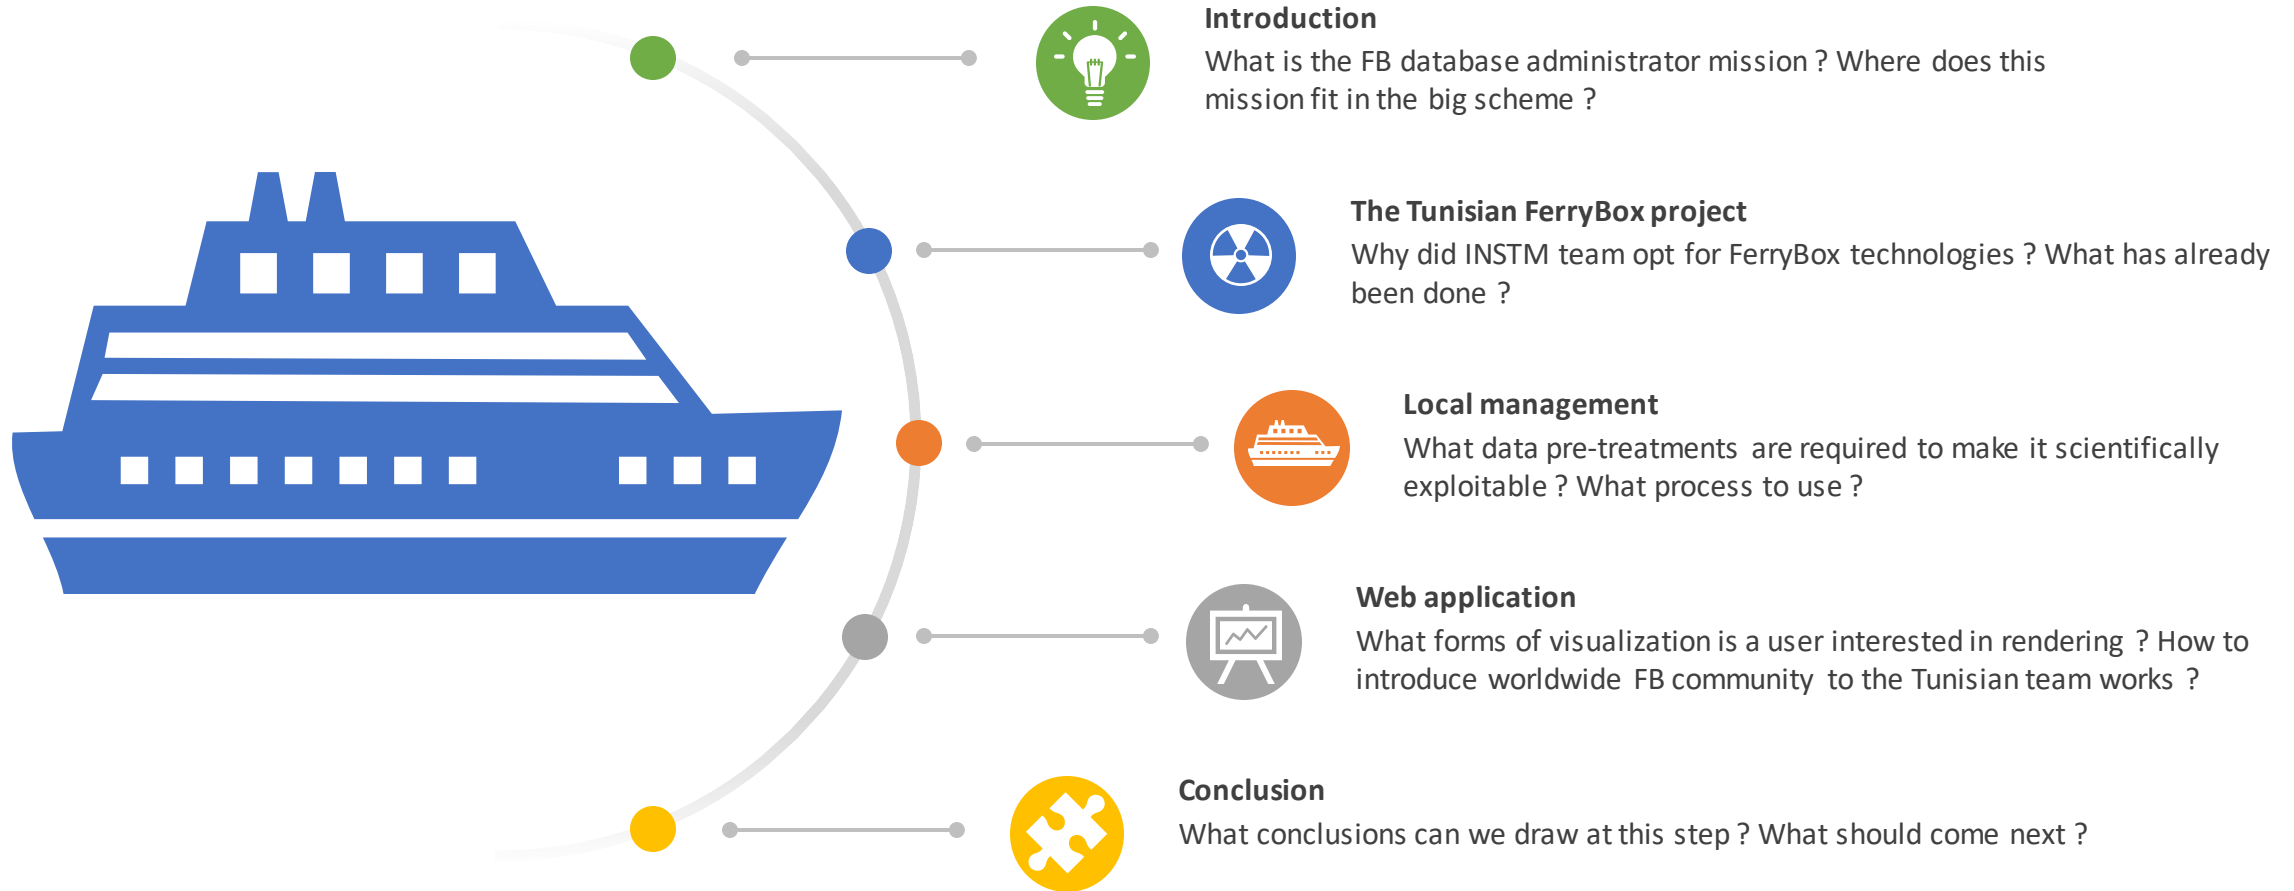 Introduction
What is the FB database administrator mission ? Where does this
mission fit in the big scheme ?
The Tunisian FerryBox project
Why did INSTM team opt for FerryBox technologies ? What has already
been done ?
Local management
What data pre-treatments are required to make it scientifically
exploitable ? What process to use ?
Web application
What forms of visualization is a user interested in rendering ? How to
introduce worldwide FB community to the Tunisian team works ?
Conclusion
What conclusions can we draw at this step ? What should come next ?